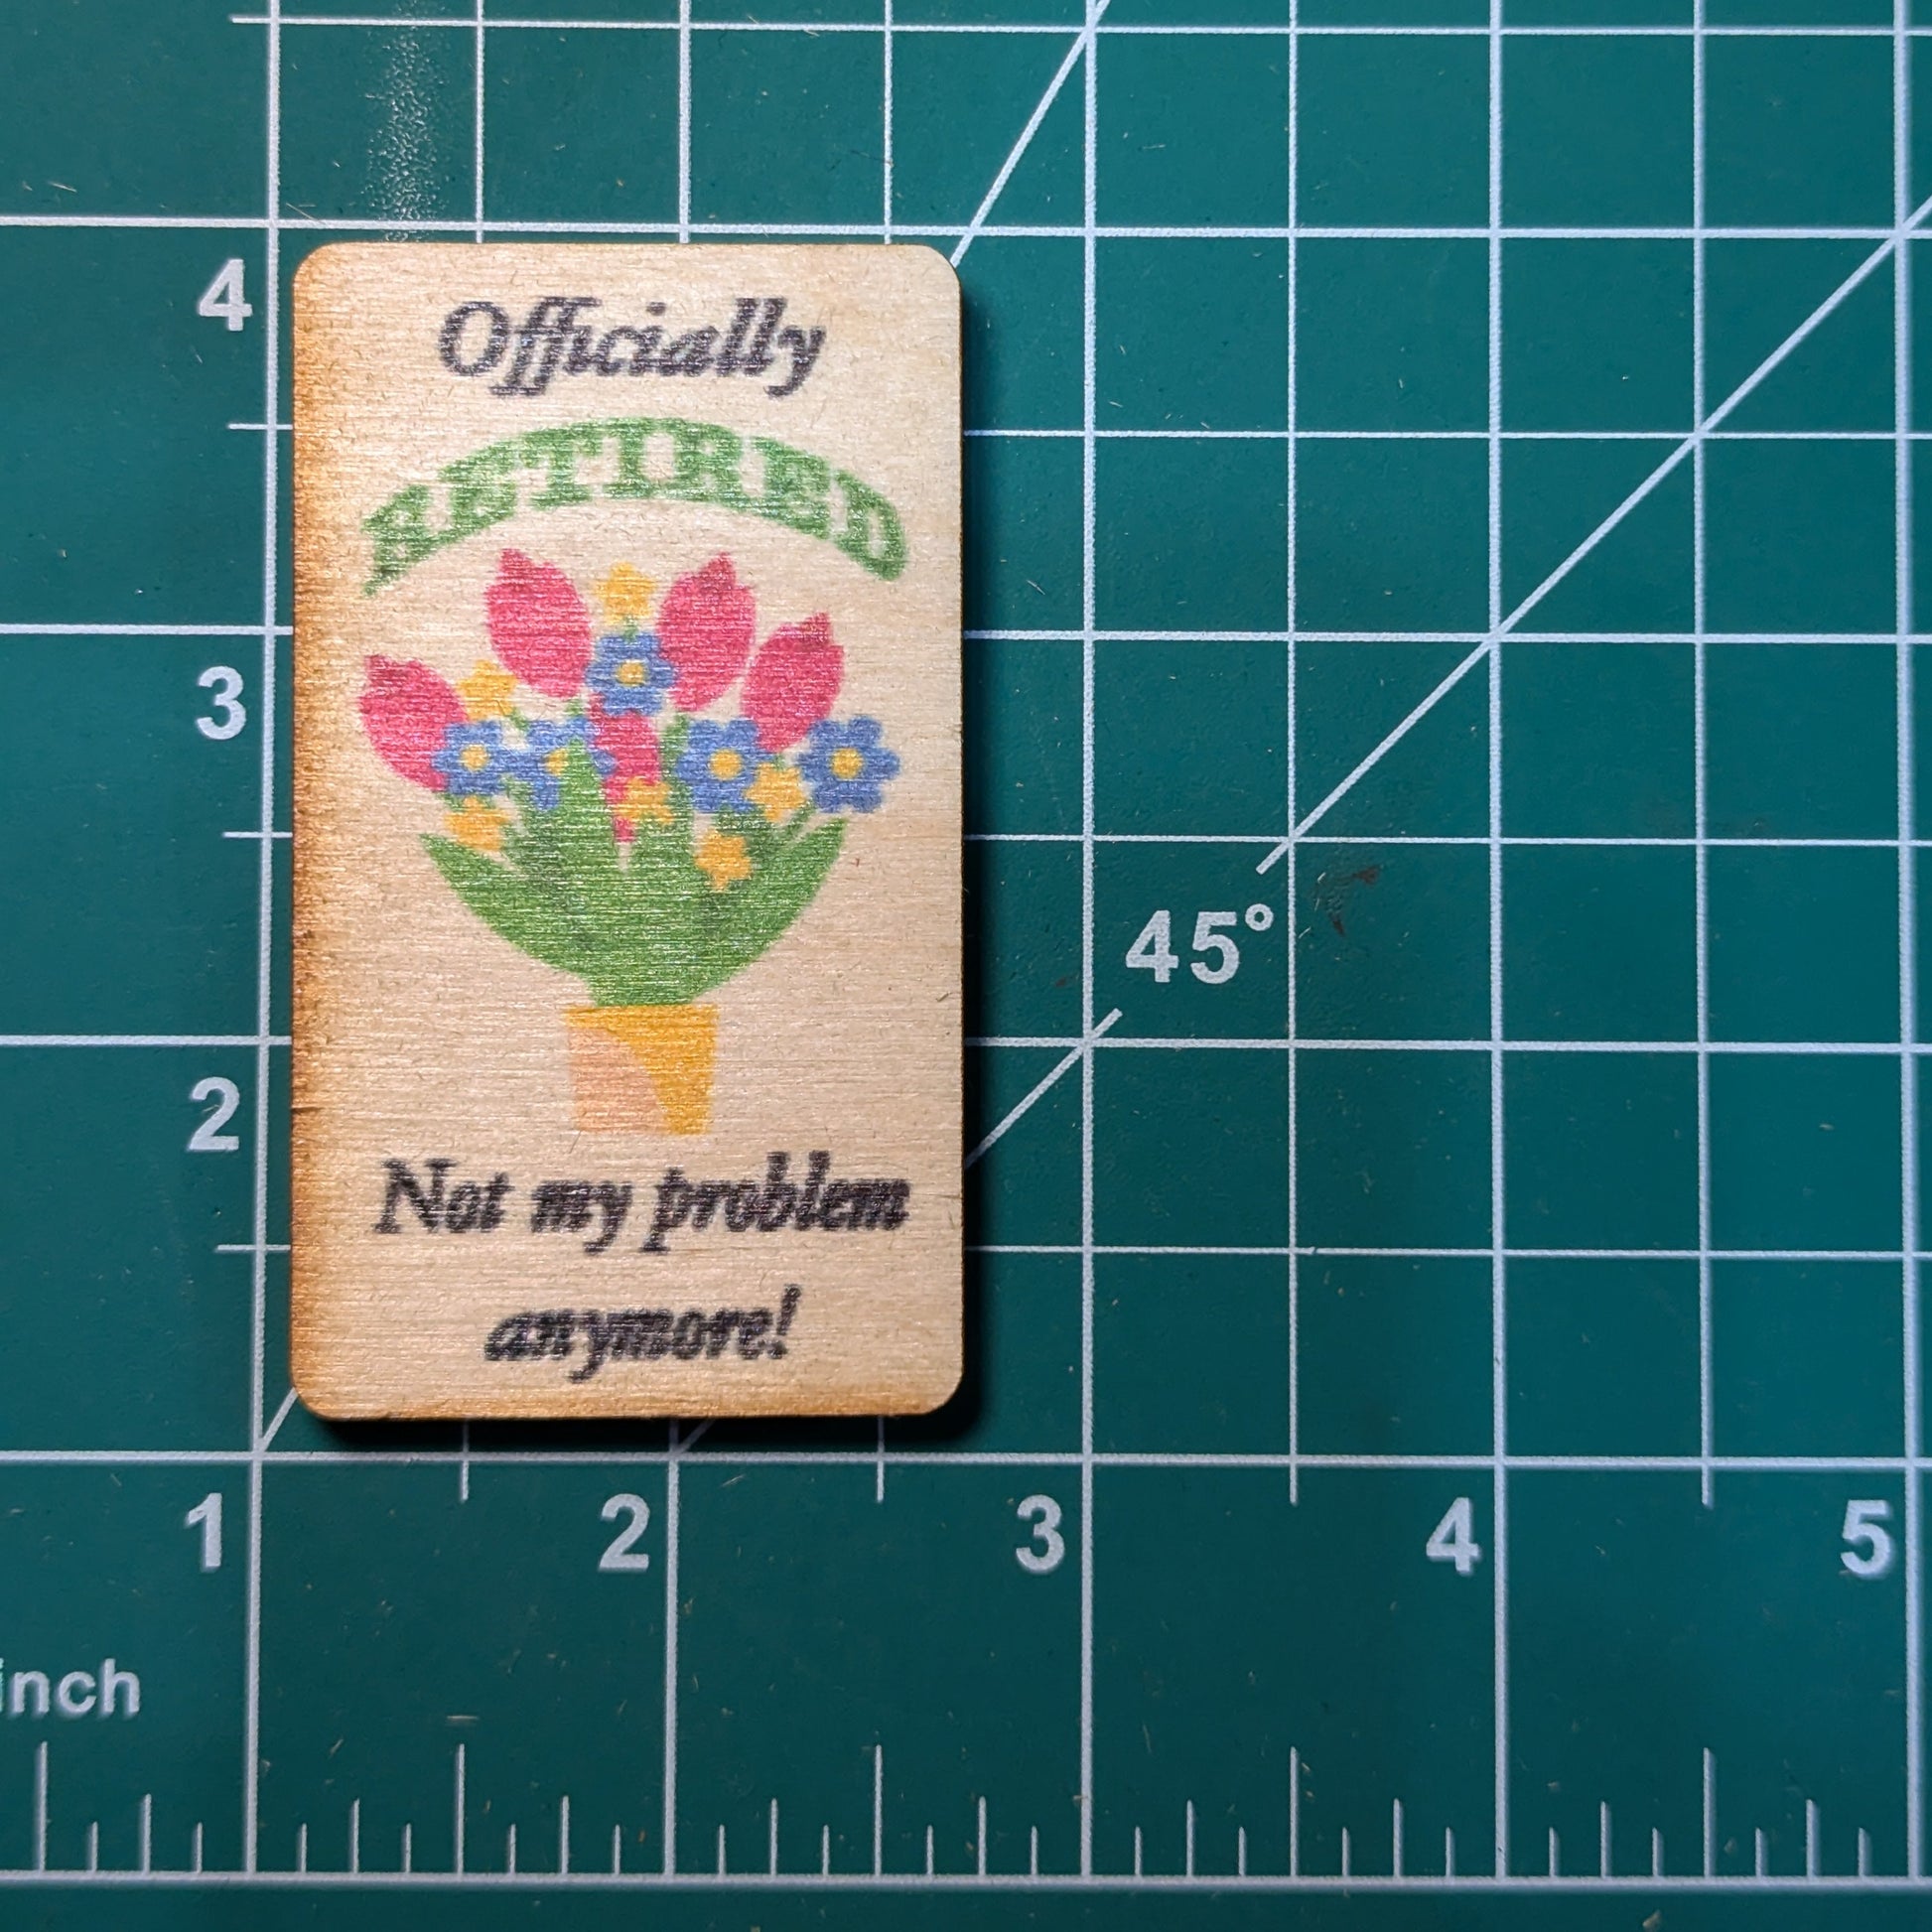 Officially
RETIRED
Not my problem
anymore!
4
3
2
45°
1 2 3 4 5
inch